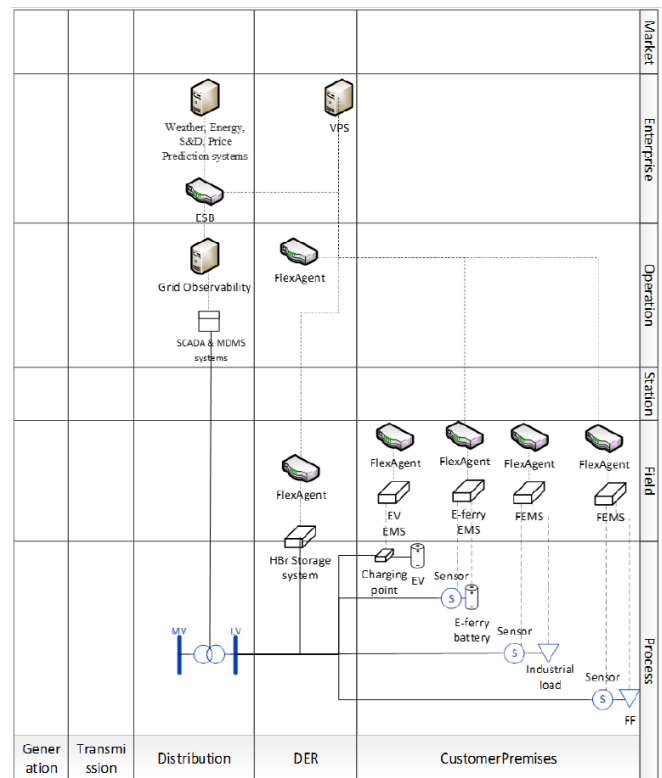 Market
Weather, Energy,
S&D, Price
Prediction systems
VPS
ESB
Enterprise
Grid Observability
FlexAgent
SCADA & MDMS
systems
Operation
Station
FlexAgent
FlexAgent
FlexAgent
FlexAgent
FlexAgent
EV
EMS
E-ferry
EMS
FEMS
FEMS
Field
HBr Storage
system
Charging
point
EV
Sensor
S
E-ferry
battery
Sensor
S
Industrial
load
Sensor
S
FF
MV
LV
Process
Gener
ation
Transmi
ssion
Distribution
DER
CustomerPremises